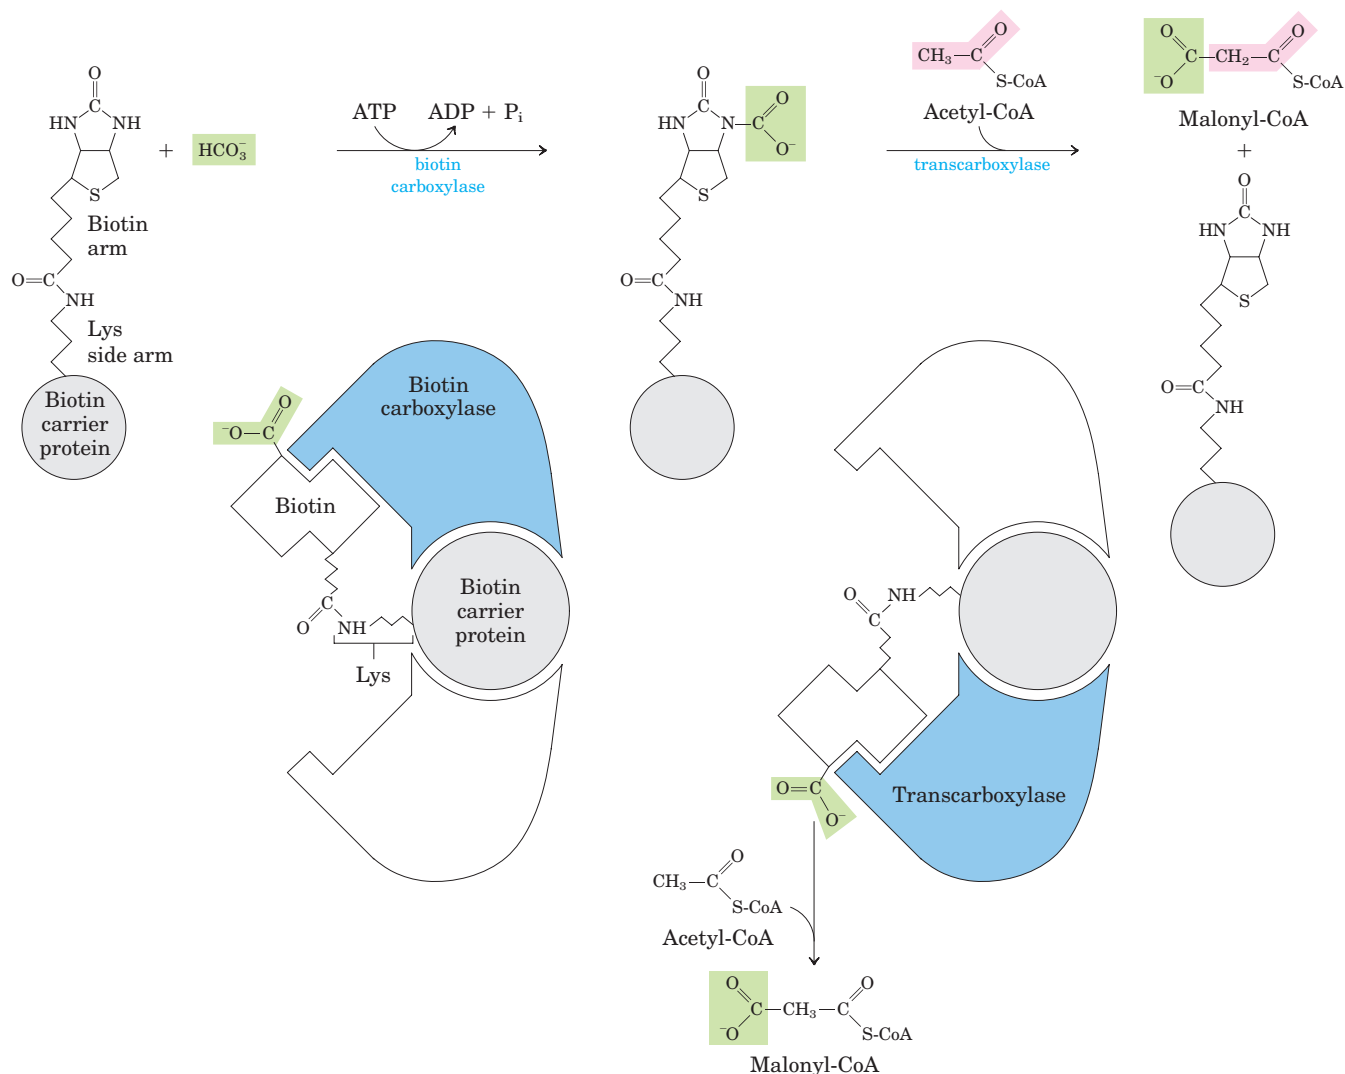 O
C
HN NH
S
+ HCO₃⁻
ATP ADP + Pᵢ
biotin
carboxylase
Biotin
arm
O=C
NH
Lys
side arm
Biotin
carrier
protein
O
C
HN N—C
O
O⁻
S
O=C
NH
CH₃—C
O
S-CoA
Acetyl-CoA
transcarboxylase
O
C—CH₂—C
O
⁻O
S-CoA
Malonyl-CoA
+
O
C
HN NH
S
O=C
NH
Biotin
carboxylase
O
⁻O—C
Biotin
C
O
NH
Lys
Biotin
carrier
protein
O
C
NH
O=C
O⁻
Transcarboxylase
O
CH₃—C
S-CoA
Acetyl-CoA
O O
C—CH₃—C
⁻O
S-CoA
Malonyl-CoA